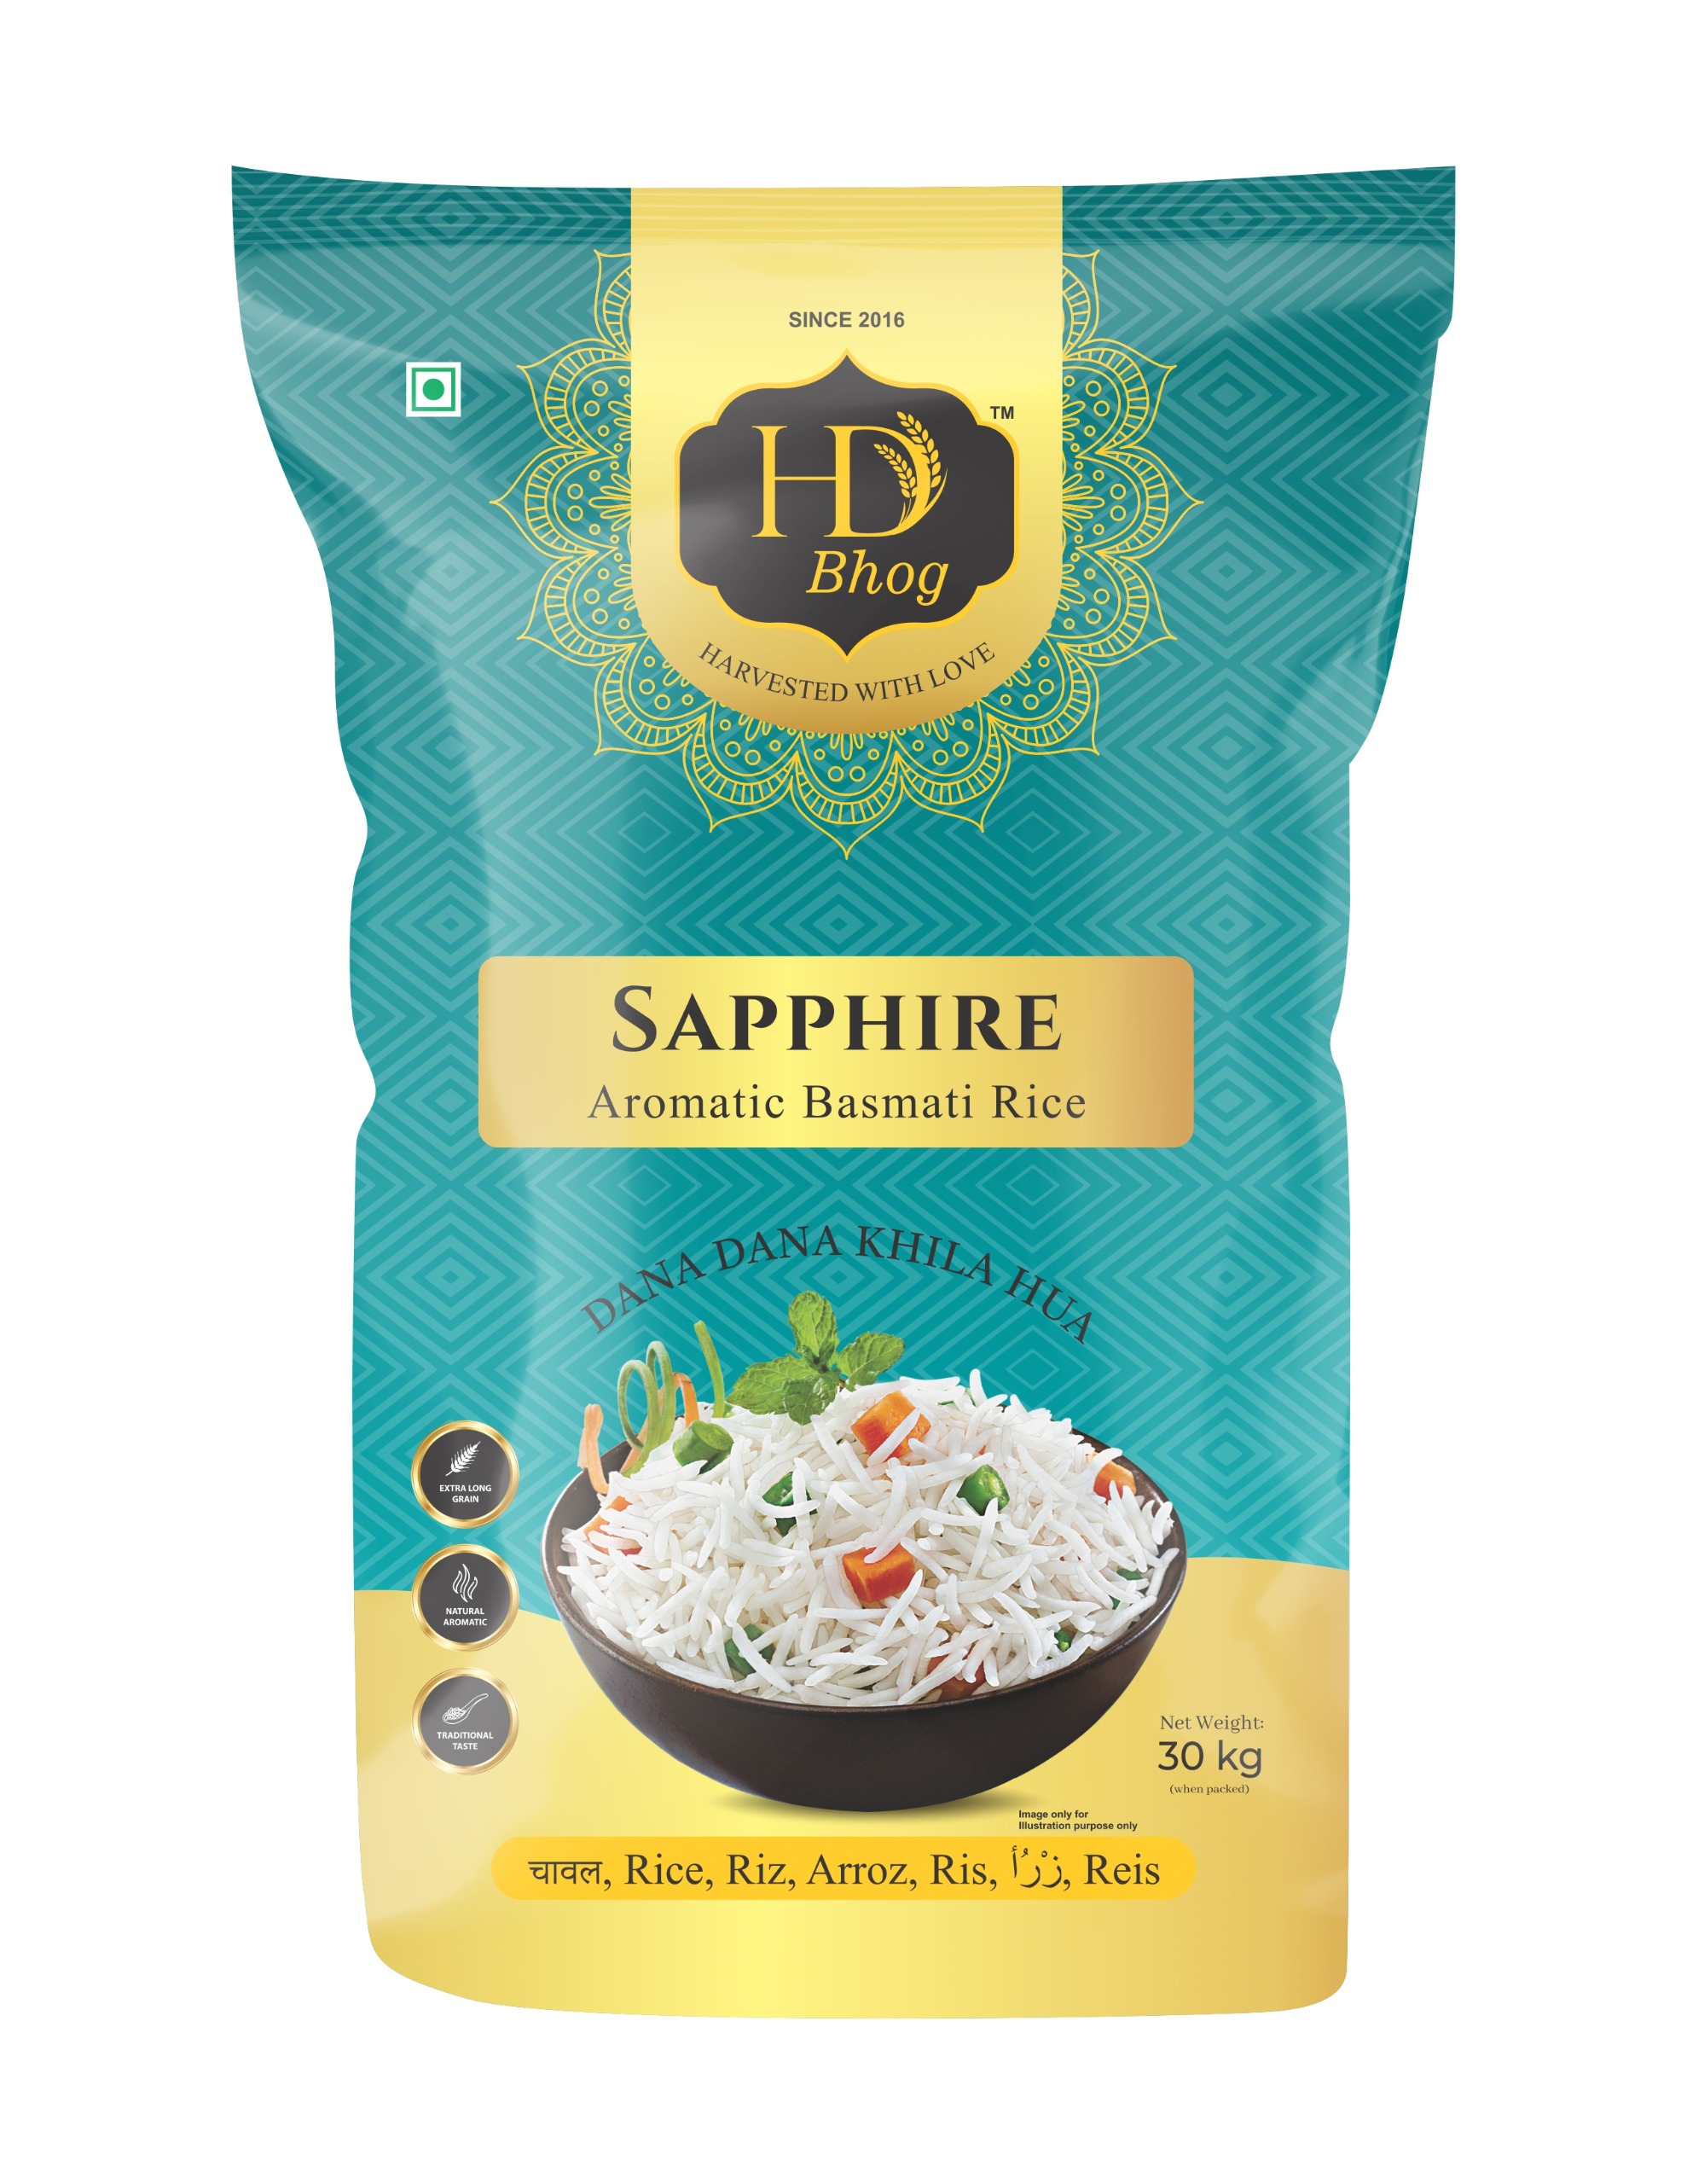 SINCE 2016
HD
TM
Bhog
HARVESTED WITH LOVE
SAPPHIRE
Aromatic Basmati Rice
DANA DANA KHILA HUA
EXTRA LONG
GRAIN
NATURAL
AROMATIC
TRADITIONAL
TASTE
Net Weight:
30 kg
(when packed)
Image only for
Illustration purpose only
चावल, Rice, Riz, Arroz, Ris, أُرْز, Reis